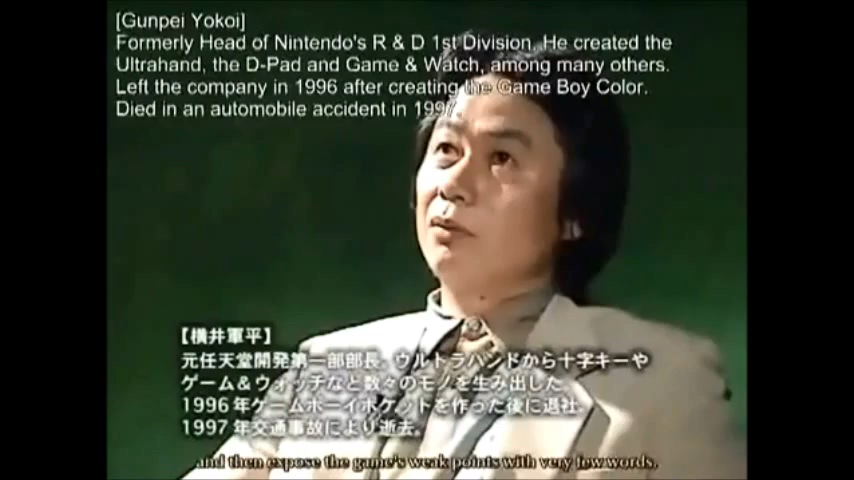 [Gunpei Yokoi]
Formerly Head of Nintendo's R & D 1st Division. He created the
Ultrahand, the D-Pad and Game & Watch, among many others.
Left the company in 1996 after creating the Game Boy Color.
Died in an automobile accident in 1997.
【横井軍平】
元任天堂開発第一部部長。ウルトラハンドから十字キーや
ゲーム＆ウォッチなど数々のモノを生み出した。
1996年ゲームボーイポケットを作った後に退社。
1997年交通事故により逝去。
and then expose the game's weak points with very few words.